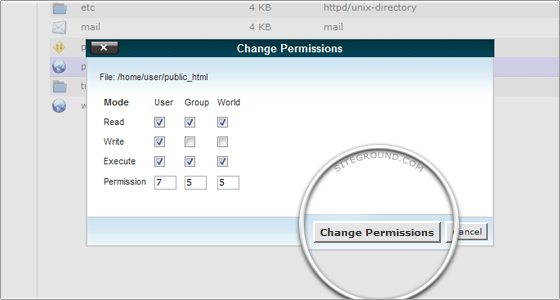 etc 4 KB httpd/unix-directory
mail 4 KB mail
Change Permissions
File: /home/user/public_html
Mode User Group World
Read
Write
Execute
Permission 7 5 5
SITEGROUND.COM
Change Permissions